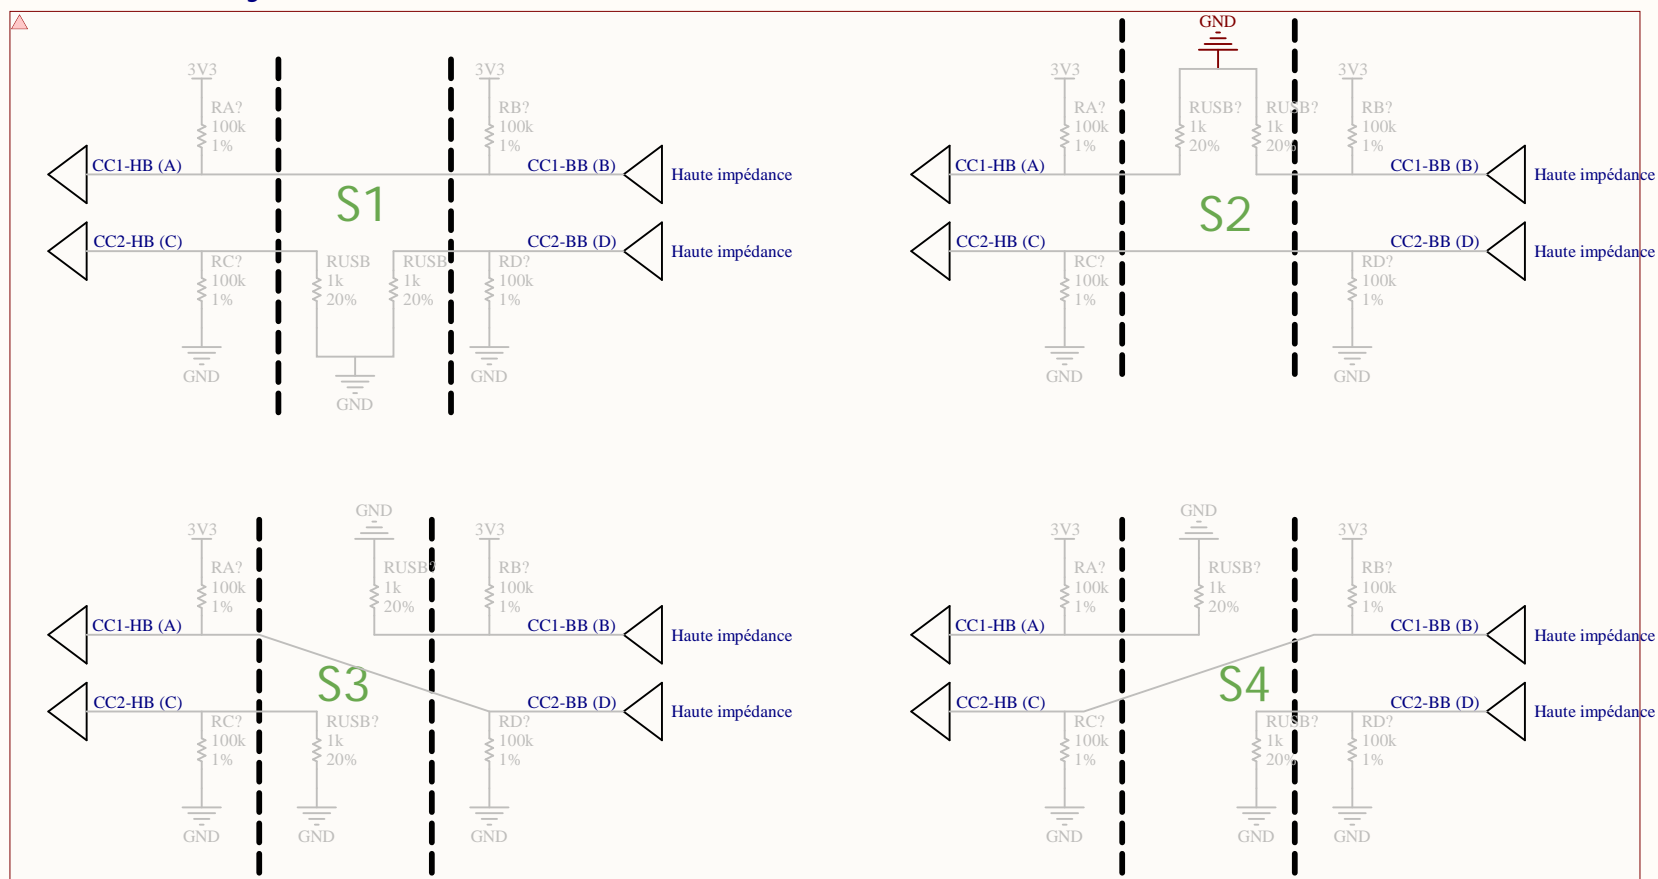 GND
3V3
RA?
100k
1%
3V3
RB?
100k
1%
CC1-HB (A)
CC1-BB (B)
Haute impédance
S1
CC2-HB (C)
CC2-BB (D)
Haute impédance
RC?
100k
1%
RUSB
1k
20%
RUSB
1k
20%
RD?
100k
1%
GND
GND
GND
3V3
RA?
100k
1%
RUSB?
1k
20%
RUSB?
1k
20%
3V3
RB?
100k
1%
CC1-HB (A)
CC1-BB (B)
Haute impédance
S2
CC2-HB (C)
CC2-BB (D)
Haute impédance
RC?
100k
1%
RD?
100k
1%
GND
GND
GND
3V3
RA?
100k
1%
RUSB?
1k
20%
3V3
RB?
100k
1%
CC1-HB (A)
CC1-BB (B)
Haute impédance
S3
CC2-HB (C)
CC2-BB (D)
Haute impédance
RC?
100k
1%
RUSB?
1k
20%
RD?
100k
1%
GND
GND
GND
GND
3V3
RA?
100k
1%
RUSB?
1k
20%
3V3
RB?
100k
1%
CC1-HB (A)
CC1-BB (B)
Haute impédance
S4
CC2-HB (C)
CC2-BB (D)
Haute impédance
RC?
100k
1%
RUSB?
1k
20%
RD?
100k
1%
GND
GND
GND